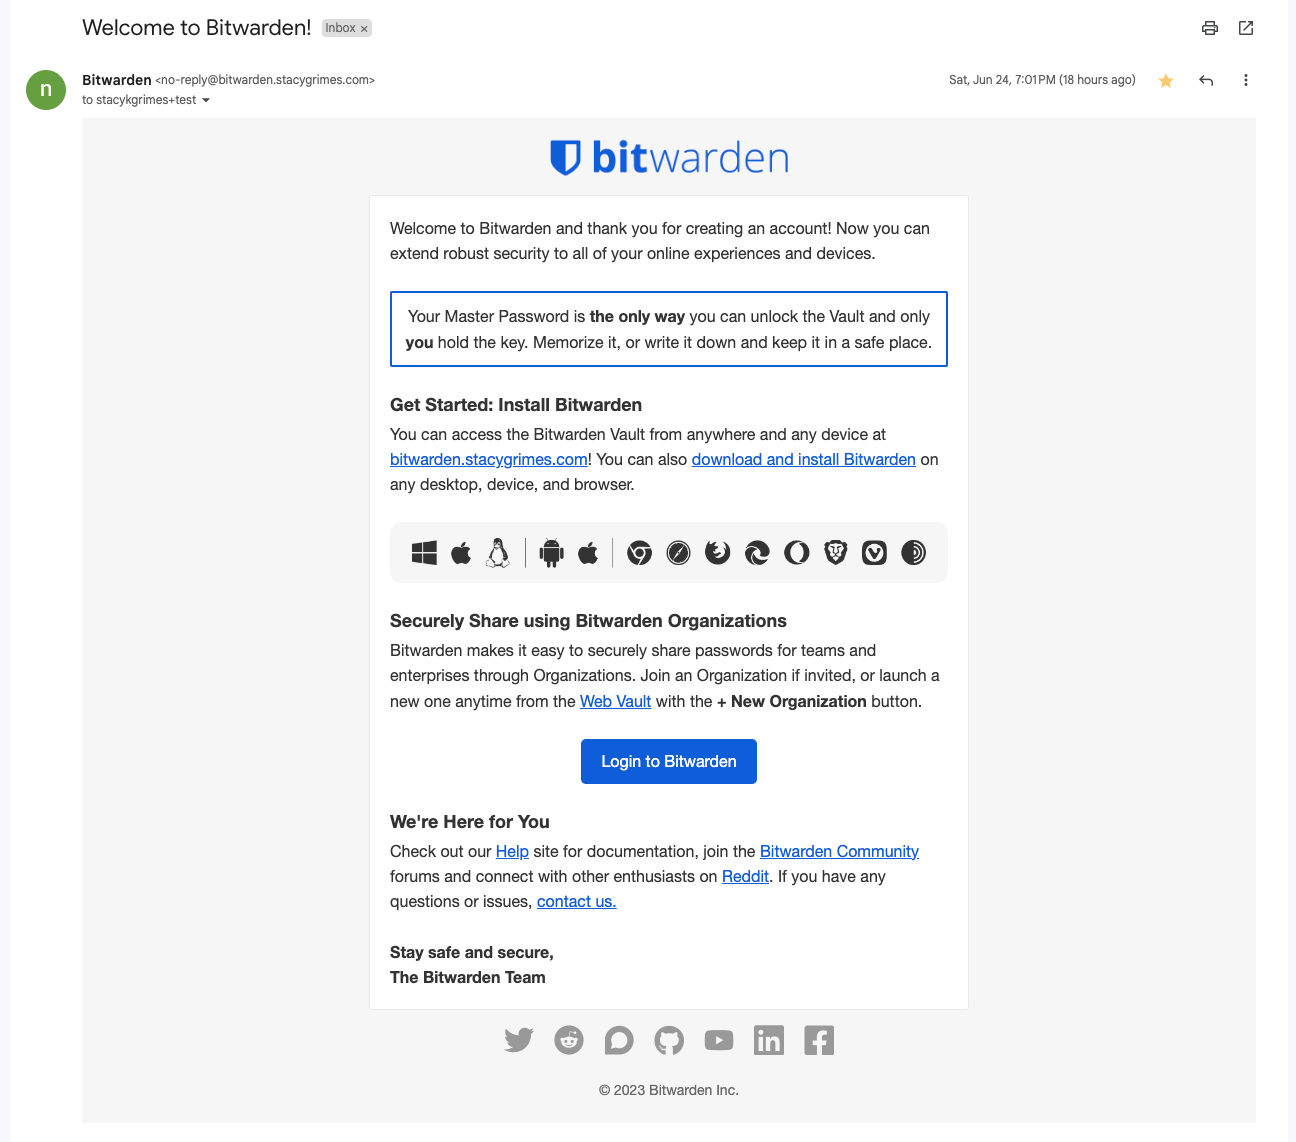 Welcome to Bitwarden!
Inbox ×
n
Bitwarden <no-reply@bitwarden.stacygrimes.com>
Sat, Jun 24, 7:01 PM (18 hours ago)
to stacykgrimes+test
bitwarden
Welcome to Bitwarden and thank you for creating an account! Now you can
extend robust security to all of your online experiences and devices.
Your Master Password is the only way you can unlock the Vault and only
you hold the key. Memorize it, or write it down and keep it in a safe place.
Get Started: Install Bitwarden
You can access the Bitwarden Vault from anywhere and any device at
bitwarden.stacygrimes.com! You can also download and install Bitwarden on
any desktop, device, and browser.
Securely Share using Bitwarden Organizations
Bitwarden makes it easy to securely share passwords for teams and
enterprises through Organizations. Join an Organization if invited, or launch a
new one anytime from the Web Vault with the + New Organization button.
Login to Bitwarden
We're Here for You
Check out our Help site for documentation, join the Bitwarden Community
forums and connect with other enthusiasts on Reddit. If you have any
questions or issues, contact us.
Stay safe and secure,
The Bitwarden Team
© 2023 Bitwarden Inc.